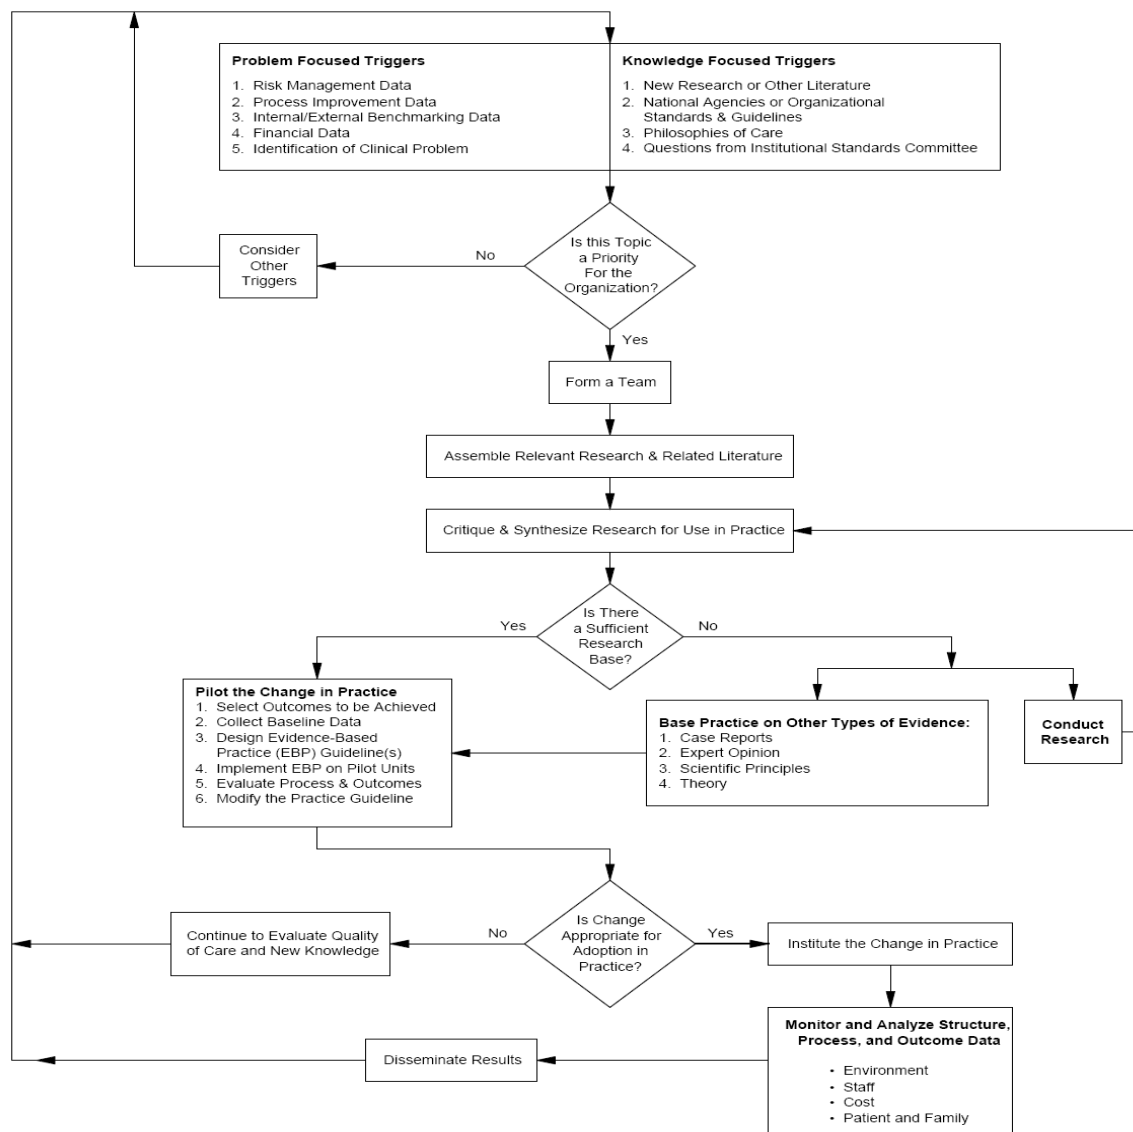 Problem Focused Triggers
1. Risk Management Data
2. Process Improvement Data
3. Internal/External Benchmarking Data
4. Financial Data
5. Identification of Clinical Problem
Knowledge Focused Triggers
1. New Research or Other Literature
2. National Agencies or Organizational
Standards & Guidelines
3. Philosophies of Care
4. Questions from Institutional Standards Committee
Is this Topic
a Priority
For the
Organization?
No
Consider
Other
Triggers
Yes
Form a Team
Assemble Relevant Research & Related Literature
Critique & Synthesize Research for Use in Practice
Is There
a Sufficient
Research
Base?
Yes
No
Pilot the Change in Practice
1. Select Outcomes to be Achieved
2. Collect Baseline Data
3. Design Evidence-Based
Practice (EBP) Guideline(s)
4. Implement EBP on Pilot Units
5. Evaluate Process & Outcomes
6. Modify the Practice Guideline
Base Practice on Other Types of Evidence:
1. Case Reports
2. Expert Opinion
3. Scientific Principles
4. Theory
Conduct
Research
Is Change
Appropriate for
Adoption in
Practice?
No
Continue to Evaluate Quality
of Care and New Knowledge
Yes
Institute the Change in Practice
Monitor and Analyze Structure,
Process, and Outcome Data
• Environment
• Staff
• Cost
• Patient and Family
Disseminate Results